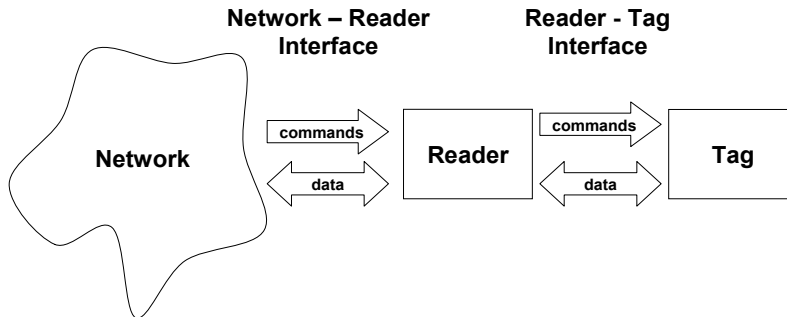 Network – Reader
Interface
Reader - Tag
Interface
commands
commands
Network
Reader
Tag
data
data